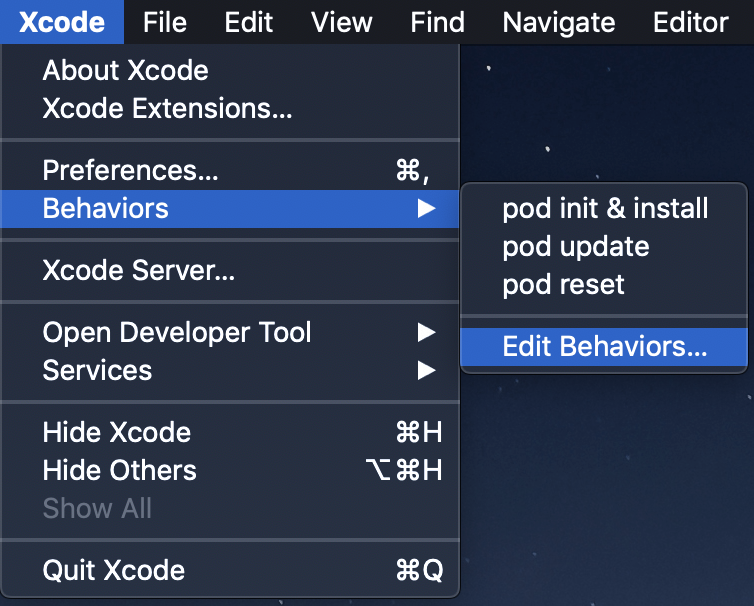 Xcode File Edit View Find Navigate Editor
About Xcode
Xcode Extensions...
Preferences... ⌘,
Behaviors ▶
pod init & install
pod update
pod reset
Edit Behaviors...
Xcode Server...
Open Developer Tool ▶
Services ▶
Hide Xcode ⌘H
Hide Others ⌥⌘H
Show All
Quit Xcode ⌘Q